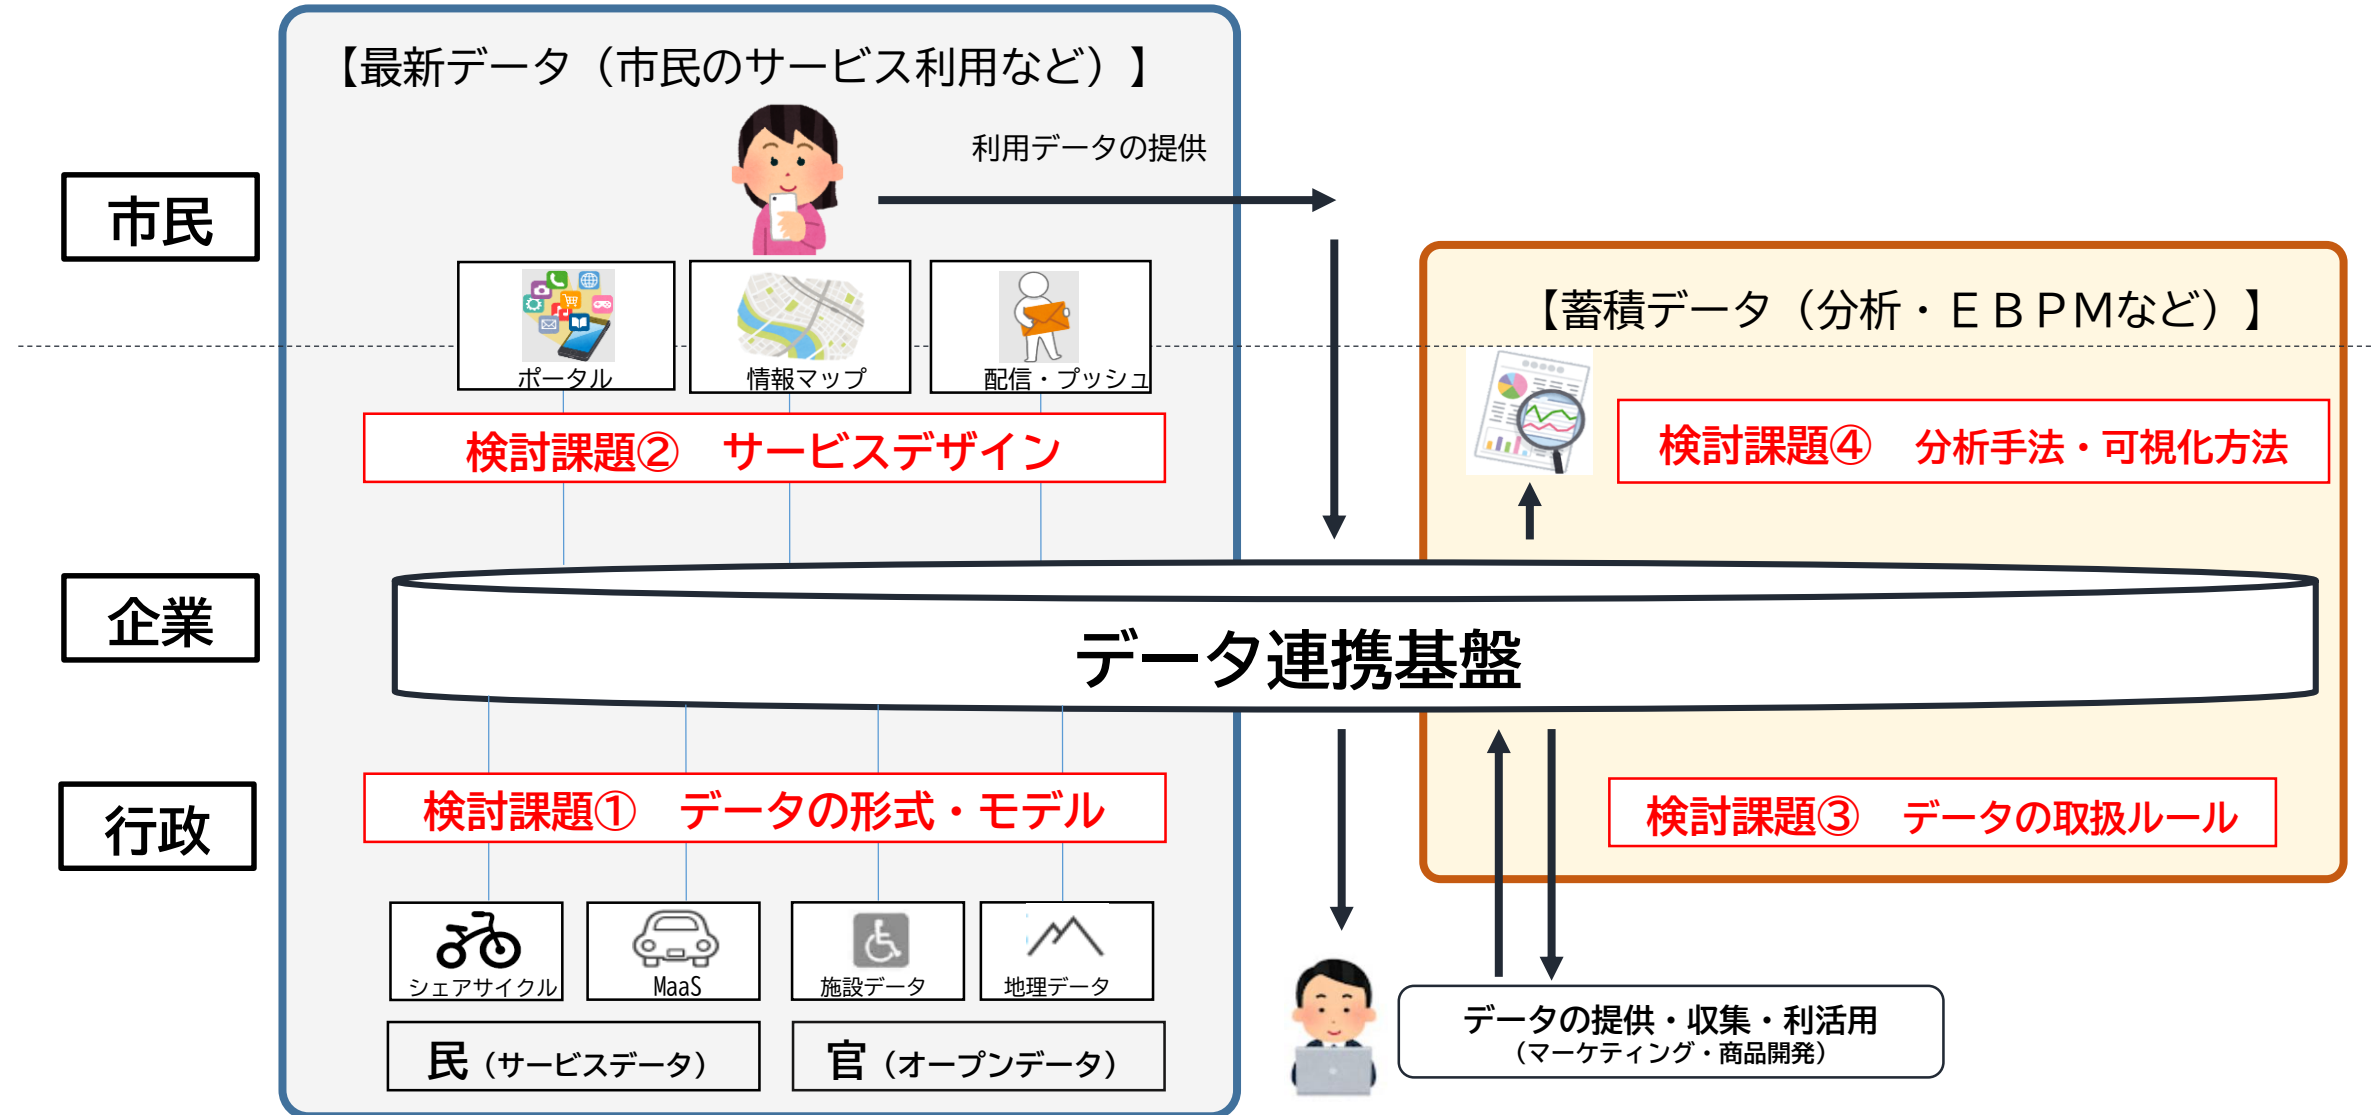 【最新データ（市民のサービス利用など）】
利用データの提供
市民
ポータル
情報マップ
配信・プッシュ
検討課題②　サービスデザイン
【蓄積データ（分析・ＥＢＰＭなど）】
検討課題④　分析手法・可視化方法
企業
データ連携基盤
行政
検討課題①　データの形式・モデル
検討課題③　データの取扱ルール
シェアサイクル
MaaS
施設データ
地理データ
民（サービスデータ）
官（オープンデータ）
データの提供・収集・利活用
（マーケティング・商品開発）